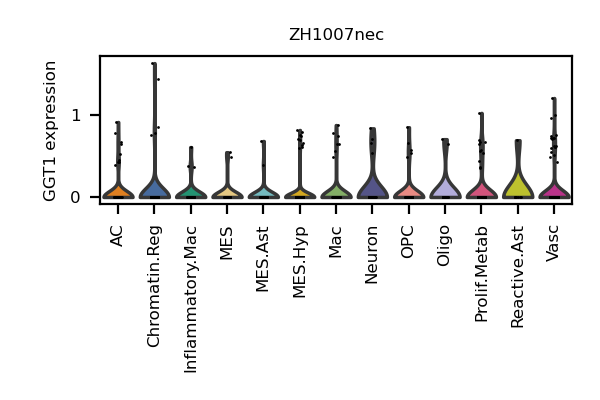 ZH1007nec
GGT1 expression
1
0
AC
Chromatin.Reg
Inflammatory.Mac
MES
MES.Ast
MES.Hyp
Mac
Neuron
OPC
Oligo
Prolif.Metab
Reactive.Ast
Vasc